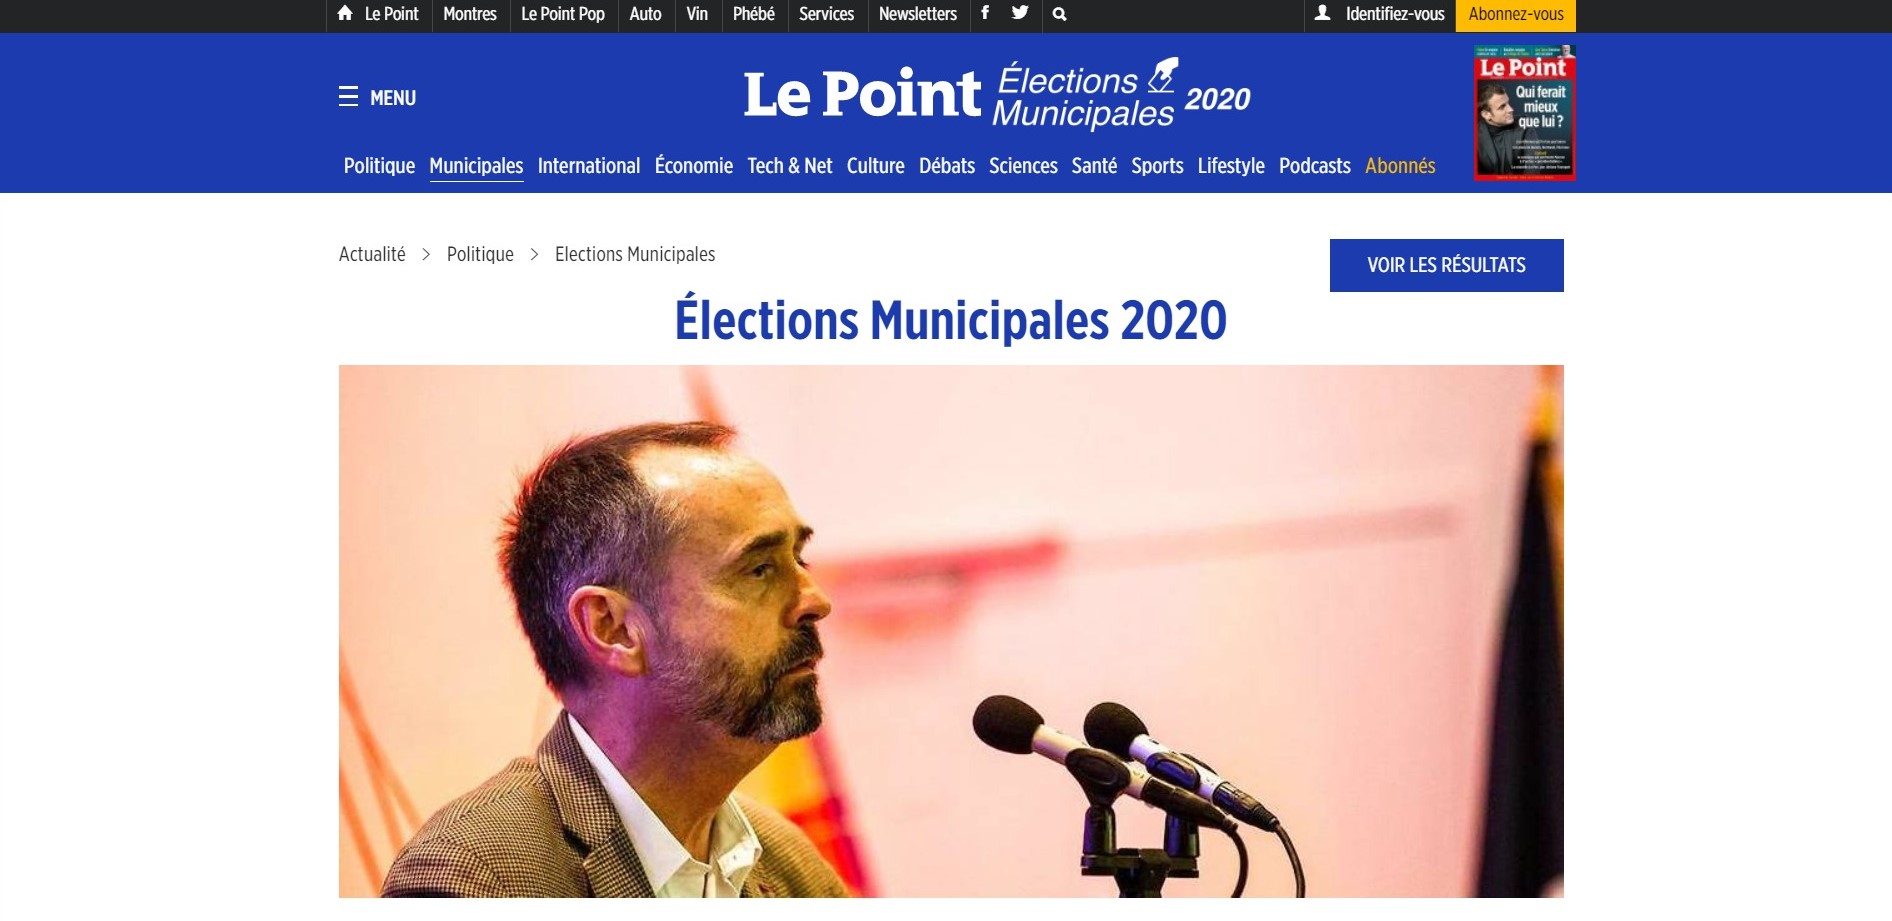 Le Point Montres Le Point Pop Auto Vin Phébé Services Newsletters Identifiez-vous Abonnez-vous
MENU
Le Point Élections Municipales 2020
Le Point
Qui ferait
mieux
que lui ?
Politique Municipales International Économie Tech & Net Culture Débats Sciences Santé Sports Lifestyle Podcasts Abonnés
Actualité > Politique > Elections Municipales
VOIR LES RÉSULTATS
Élections Municipales 2020